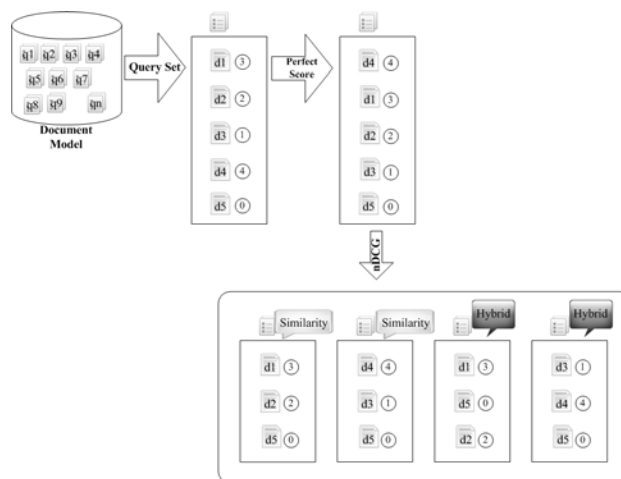 q1 q2 q3 q4
q5 q6 q7
q8 q9 qn
Document
Model
Query Set
d1 3
d2 2
d3 1
d4 4
d5 0
Perfect
Score
d4 4
d1 3
d2 2
d3 1
d5 0
nDCG
Similarity
d1 3
d2 2
d5 0
Similarity
d4 4
d3 1
d5 0
Hybrid
d1 3
d5 0
d2 2
Hybrid
d3 1
d4 4
d5 0